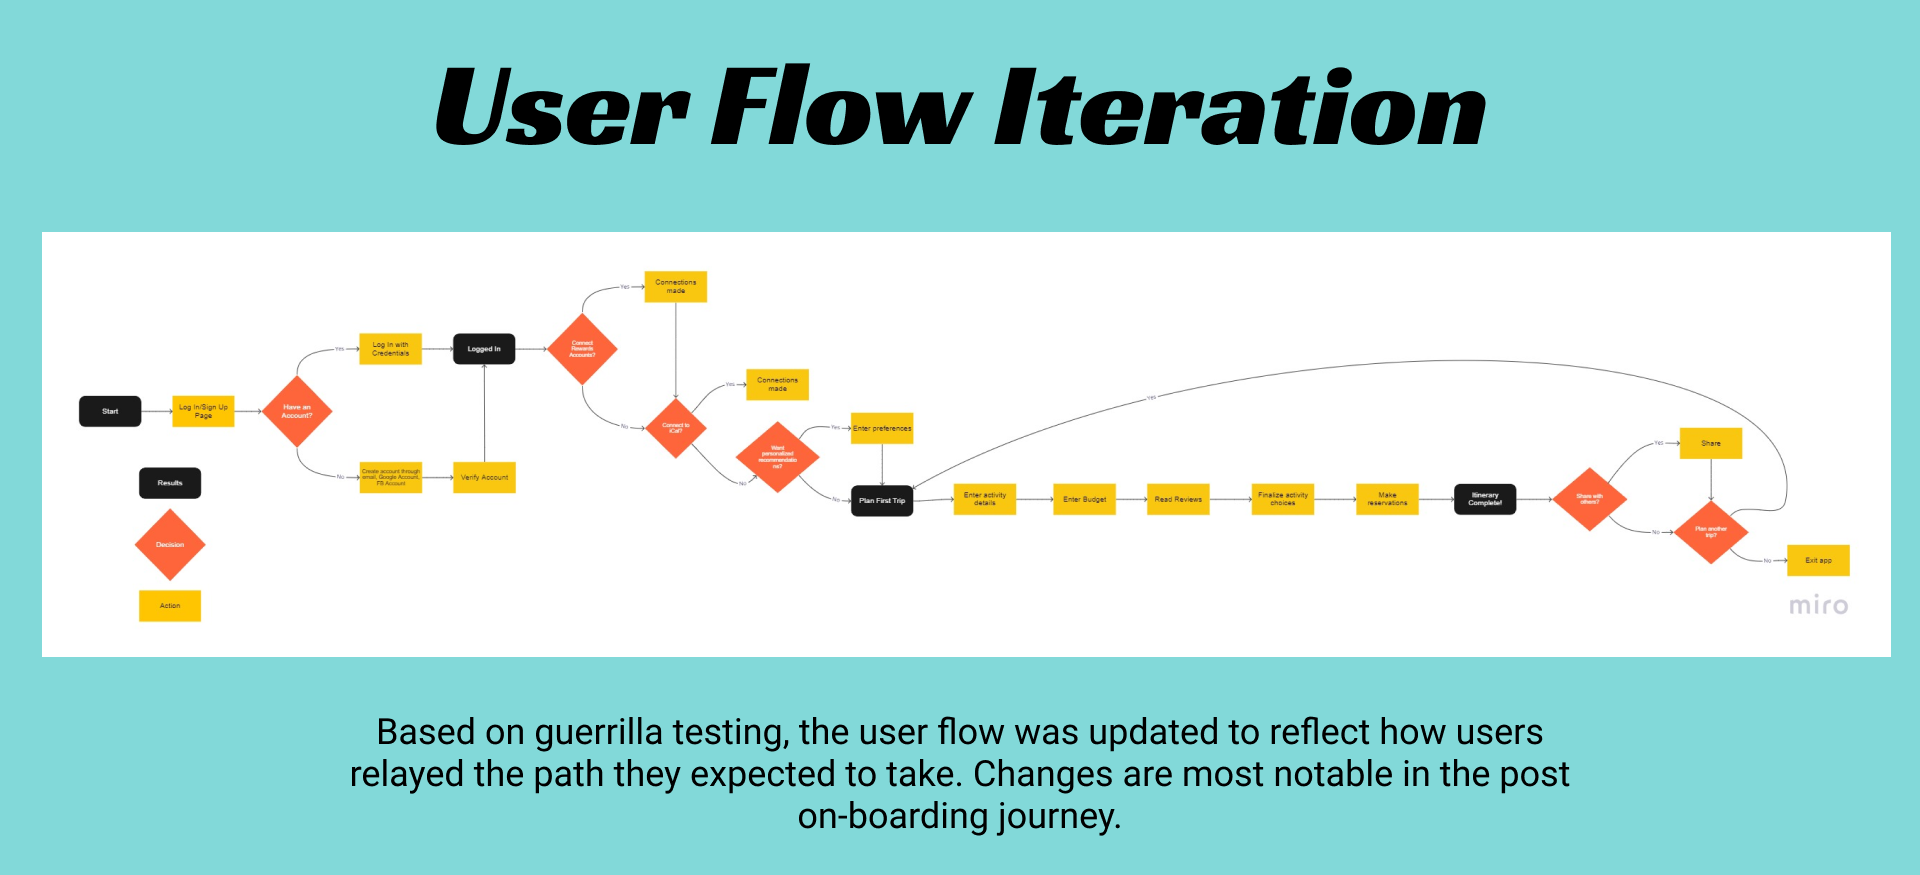 User Flow Iteration
Start
Log In/Sign Up
Page
Have an
Account?
Yes
Log In with
Credentials
No
Create account through
email, Google Account,
FB Account
Verify Account
Logged In
Connect
Rewards
Accounts?
Yes
Connections
made
No
Connect to
iCal?
Yes
Connections
made
No
Want
personalized
recommendatio
ns?
Yes
Enter preferences
No
Plan First Trip
Enter activity
details
Enter Budget
Read Reviews
Finalize activity
choices
Make
reservations
Itinerary
Complete!
Share with
others?
Yes
Share
No
Plan another
trip?
Yes
No
Exit app
Results
Decision
Action
miro
Based on guerrilla testing, the user flow was updated to reflect how users
relayed the path they expected to take. Changes are most notable in the post
on-boarding journey.